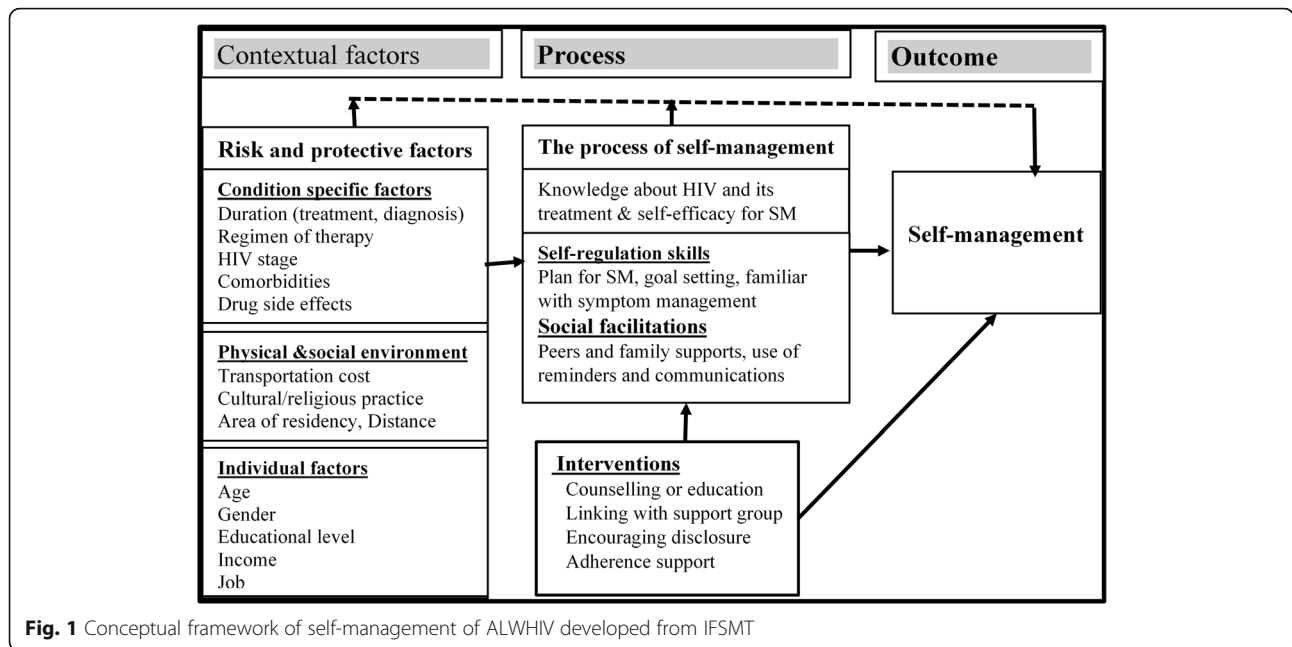 Contextual factors
Process
Outcome
Risk and protective factors
Condition specific factors
Duration (treatment, diagnosis)
Regimen of therapy
HIV stage
Comorbidities
Drug side effects
Physical &social environment
Transportation cost
Cultural/religious practice
Area of residency, Distance
Individual factors
Age
Gender
Educational level
Income
Job
The process of self-management
Knowledge about HIV and its
treatment & self-efficacy for SM
Self-regulation skills
Plan for SM, goal setting, familiar
with symptom management
Social facilitations
Peers and family supports, use of
reminders and communications
Interventions
Counselling or education
Linking with support group
Encouraging disclosure
Adherence support
Self-management
Fig. 1 Conceptual framework of self-management of ALWHIV developed from IFSMT